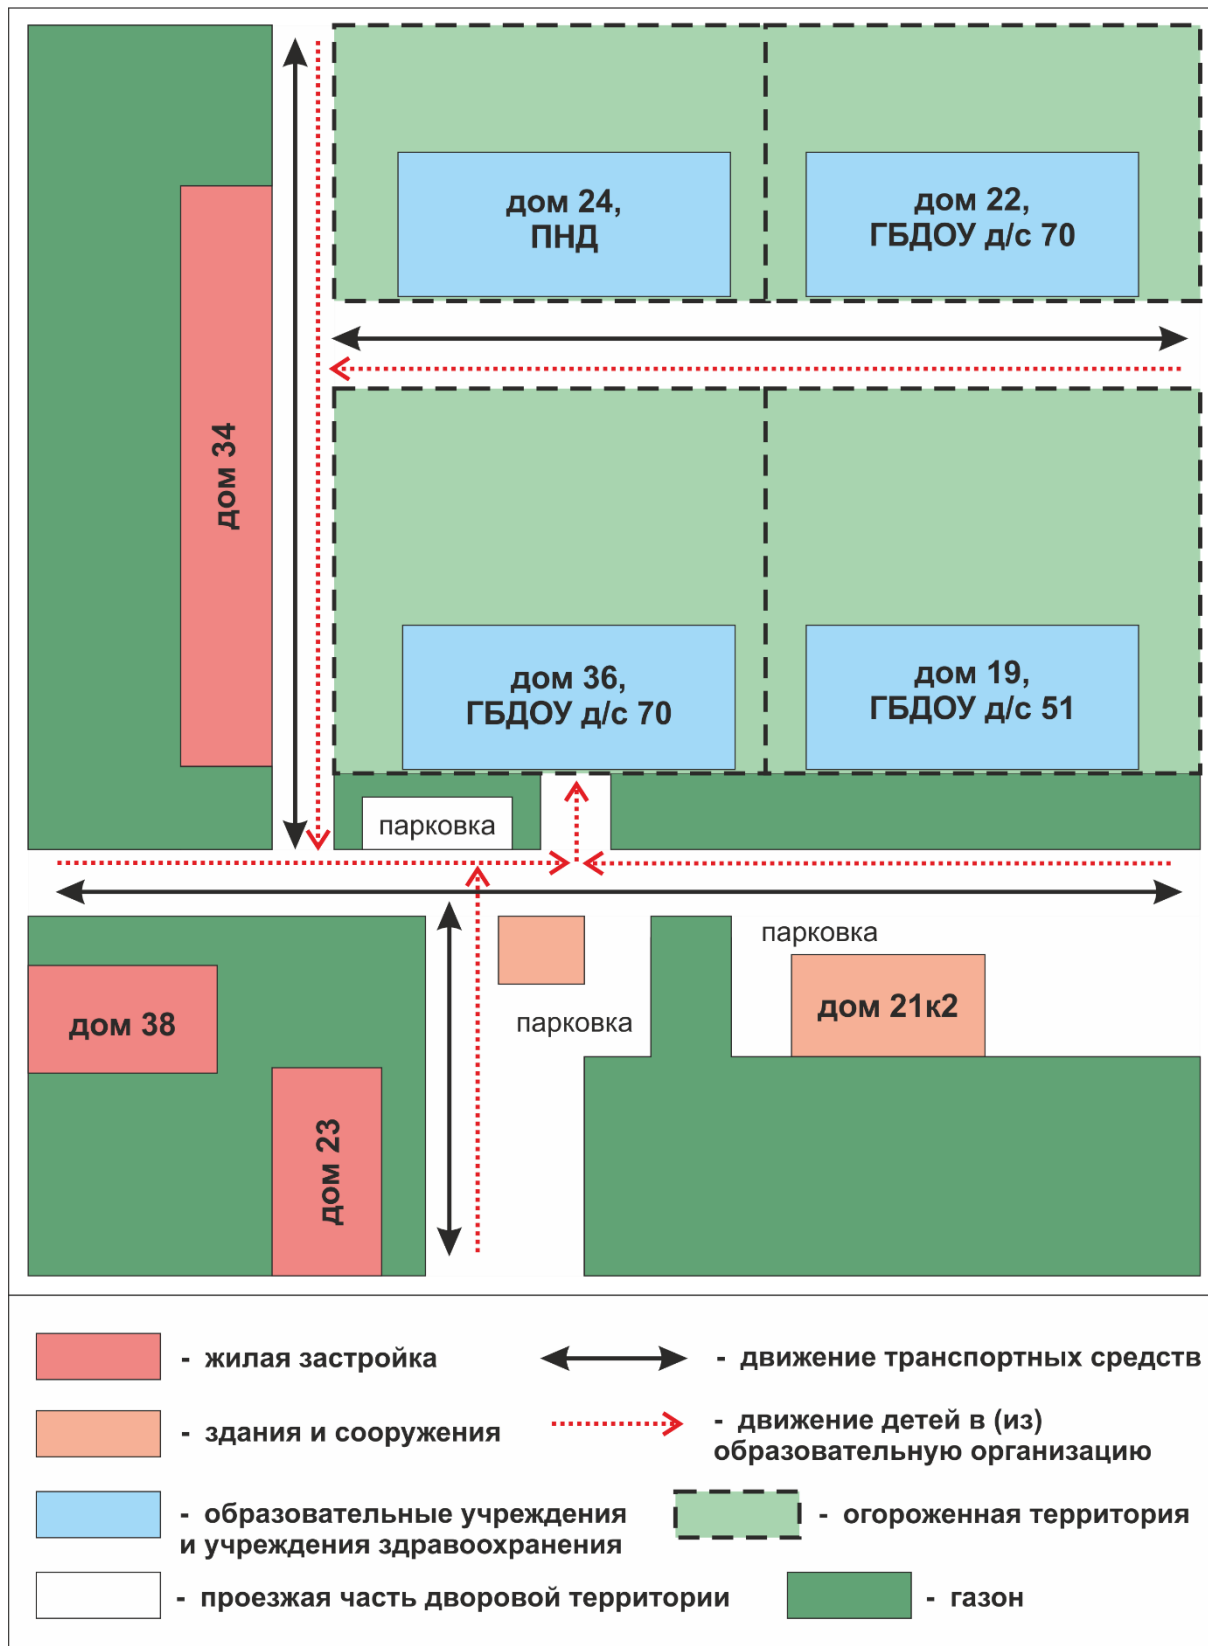 дом 24,
ПНД
дом 22,
ГБДОУ д/с 70
дом 34
дом 36,
ГБДОУ д/с 70
дом 19,
ГБДОУ д/с 51
парковка
парковка
дом 38
парковка
дом 21к2
дом 23
- жилая застройка
- движение транспортных средств
- здания и сооружения
- движение детей в (из)
образовательную организацию
- образовательные учреждения
и учреждения здравоохранения
- огороженная территория
- проезжая часть дворовой территории
- газон